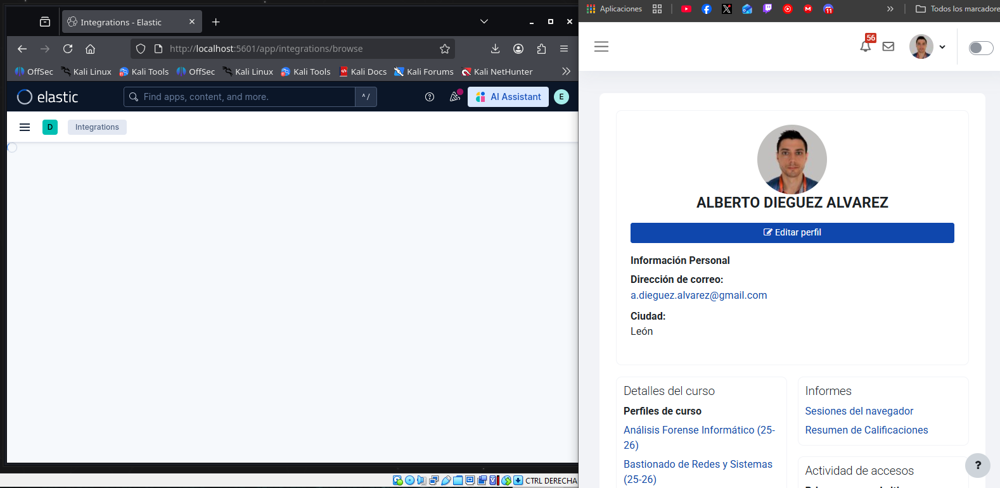 Integrations - Elastic
http://localhost:5601/app/integrations/browse
OffSec
Kali Linux
Kali Tools
OffSec
Kali Linux
Kali Tools
Kali Docs
Kali Forums
Kali NetHunter
elastic
Find apps, content, and more.
^ /
AI Assistant
E
D
Integrations
CTRL DERECHA
Aplicaciones
11
Todos los marcadore
56
ALBERTO DIEGUEZ ALVAREZ
Editar perfil
Información Personal
Dirección de correo:
a.dieguez.alvarez@gmail.com
Ciudad:
León
Detalles del curso
Perfiles de curso
Análisis Forense Informático (25-
26)
Bastionado de Redes y Sistemas
(25-26)
Informes
Sesiones del navegador
Resumen de Calificaciones
Actividad de accesos
?